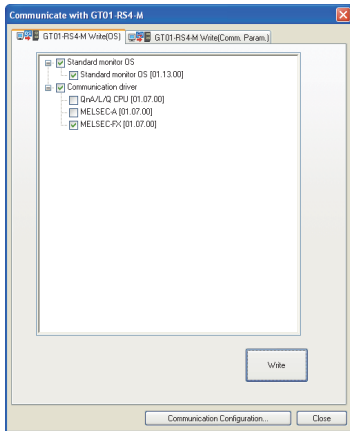 Communicate with GT01-RS4-M
GT01-RS4-M Write(OS) GT01-RS4-M Write(Comm. Param.)
Standard monitor OS
Standard monitor OS [01.13.00]
Communication driver
QnA/L/Q CPU [01.07.00]
MELSEC-A [01.07.00]
MELSEC-FX [01.07.00]
Write
Communication Configuration... Close